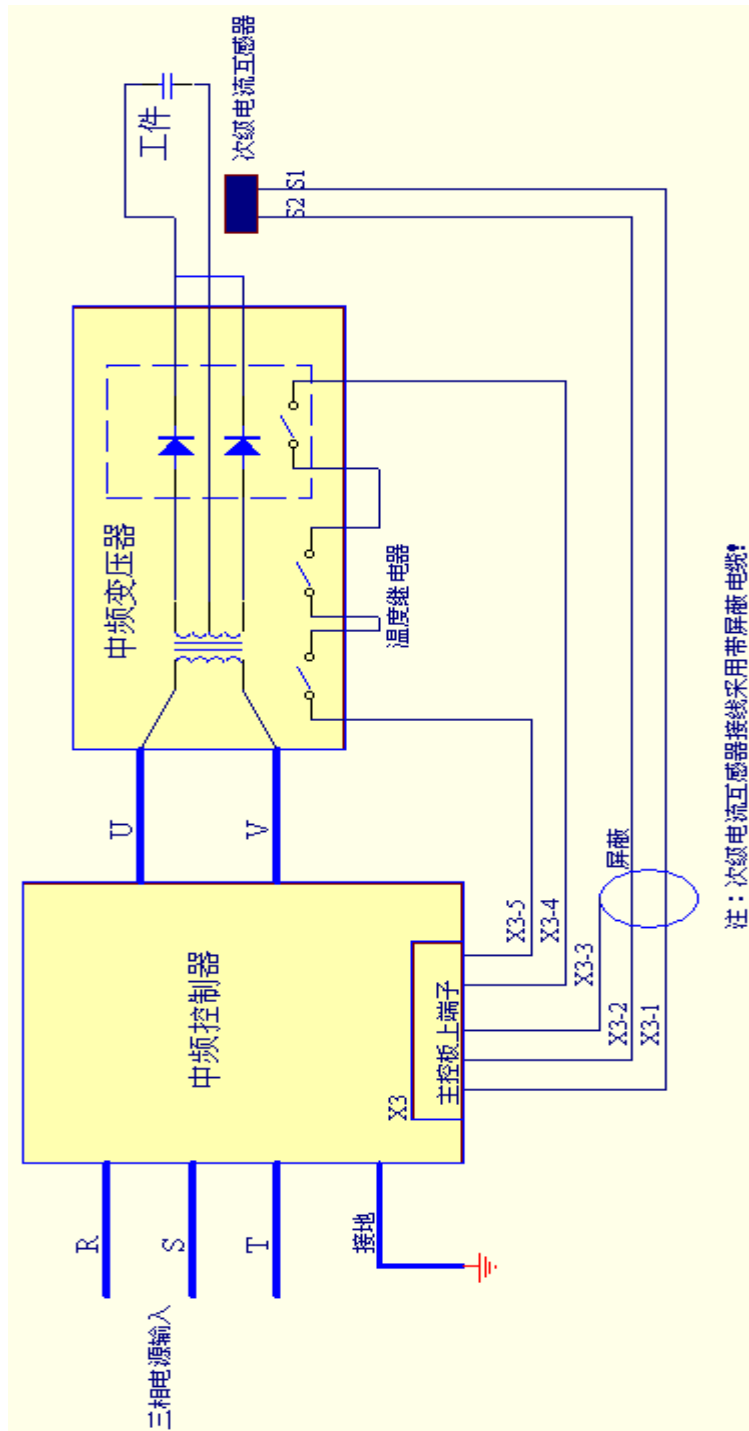 三相电源输入
R
S
T
接地
中频控制器
X3
主控板上端子
U
V
X3-5
X3-4
X3-3
X3-2
X3-1
屏蔽
中频变压器
温度继电器
工件
次级电流互感器
S2
S1
注：次级电流互感器接线采用带屏蔽电缆!